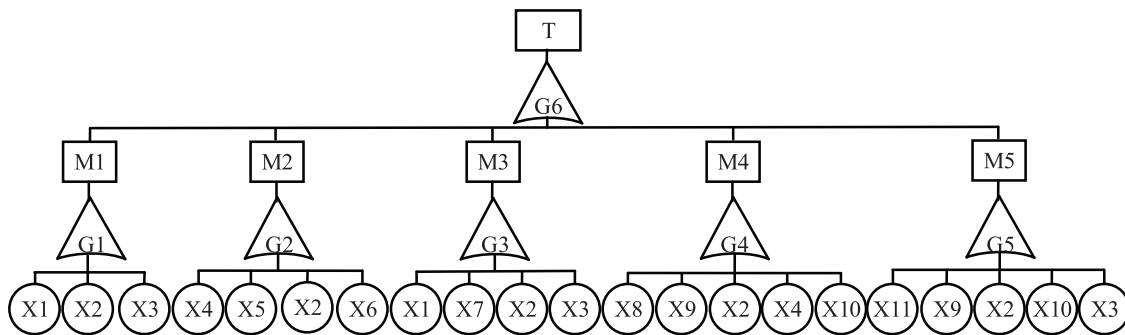 T
G6
M1 M2 M3 M4 M5
G1 G2 G3 G4 G5
X1 X2 X3 X4 X5 X2 X6 X1 X7 X2 X3 X8 X9 X2 X4 X10 X11 X9 X2 X10 X3